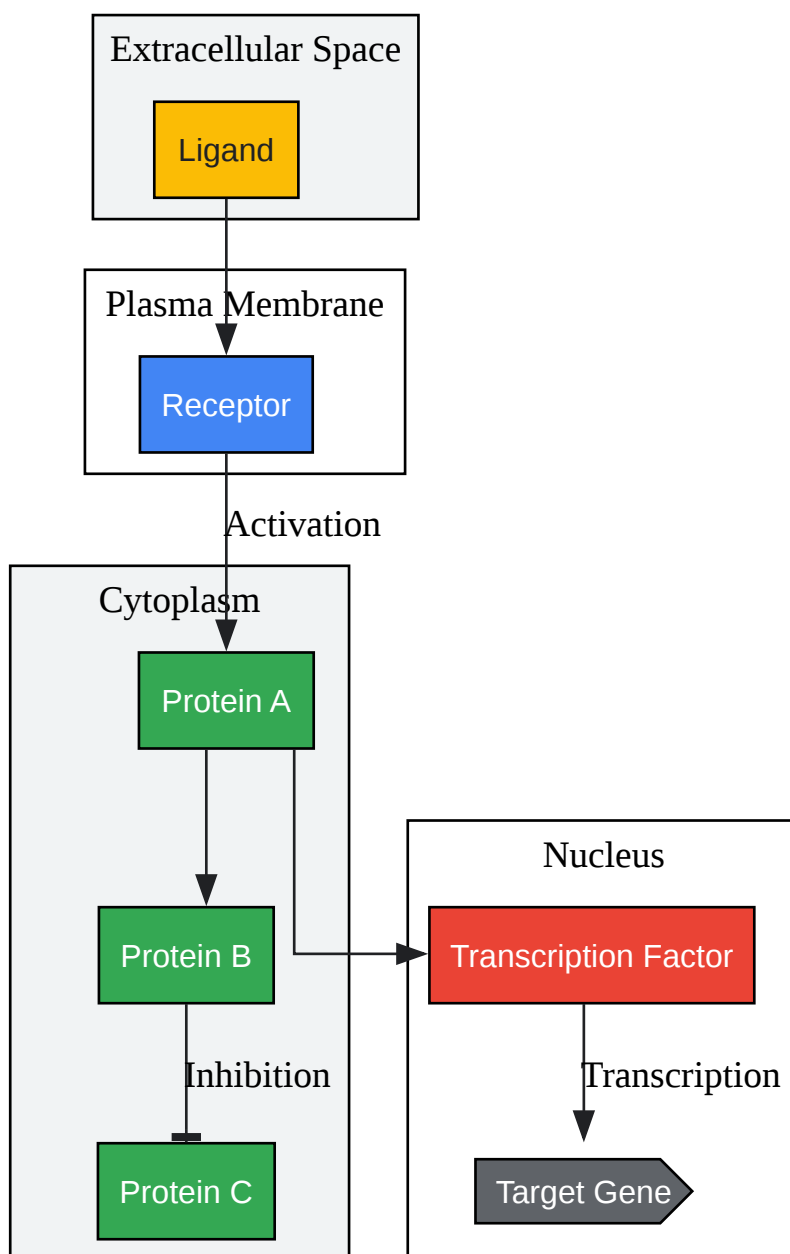 Extracellular Space
Ligand
Plasma Membrane
Receptor
Activation
Cytoplasm
Protein A
Nucleus
Protein B
Transcription Factor
Inhibition
Transcription
Protein C
Target Gene